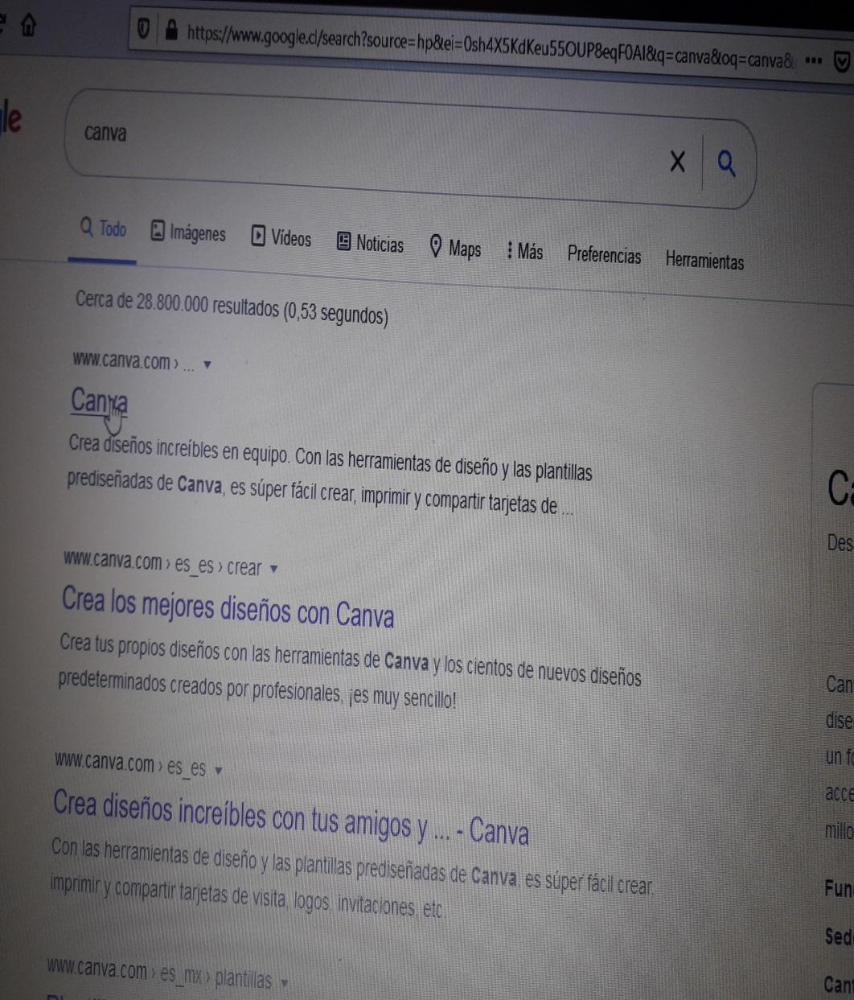 https://www.google.cl/search?source=hp&ei=0sh4X5KdKeu55OUP8eqF0AI&q=canva&oq=canva&
le
canva
Todo Imágenes Vídeos Noticias Maps Más Preferencias Herramientas
Cerca de 28.800.000 resultados (0,53 segundos)
www.canva.com › ...
Canva
Crea diseños increíbles en equipo. Con las herramientas de diseño y las plantillas
prediseñadas de Canva, es súper fácil crear, imprimir y compartir tarjetas de ...
www.canva.com › es_es › crear
Crea los mejores diseños con Canva
Crea tus propios diseños con las herramientas de Canva y los cientos de nuevos diseños
predeterminados creados por profesionales, ¡es muy sencillo!
www.canva.com › es_es
Crea diseños increíbles con tus amigos y ... - Canva
Con las herramientas de diseño y las plantillas prediseñadas de Canva, es súper fácil crear,
imprimir y compartir tarjetas de visita, logos, invitaciones, etc.
www.canva.com › es_mx › plantillas
Ca
Des
Can
dise
un fo
acce
millo
Fun
Sed
Cant